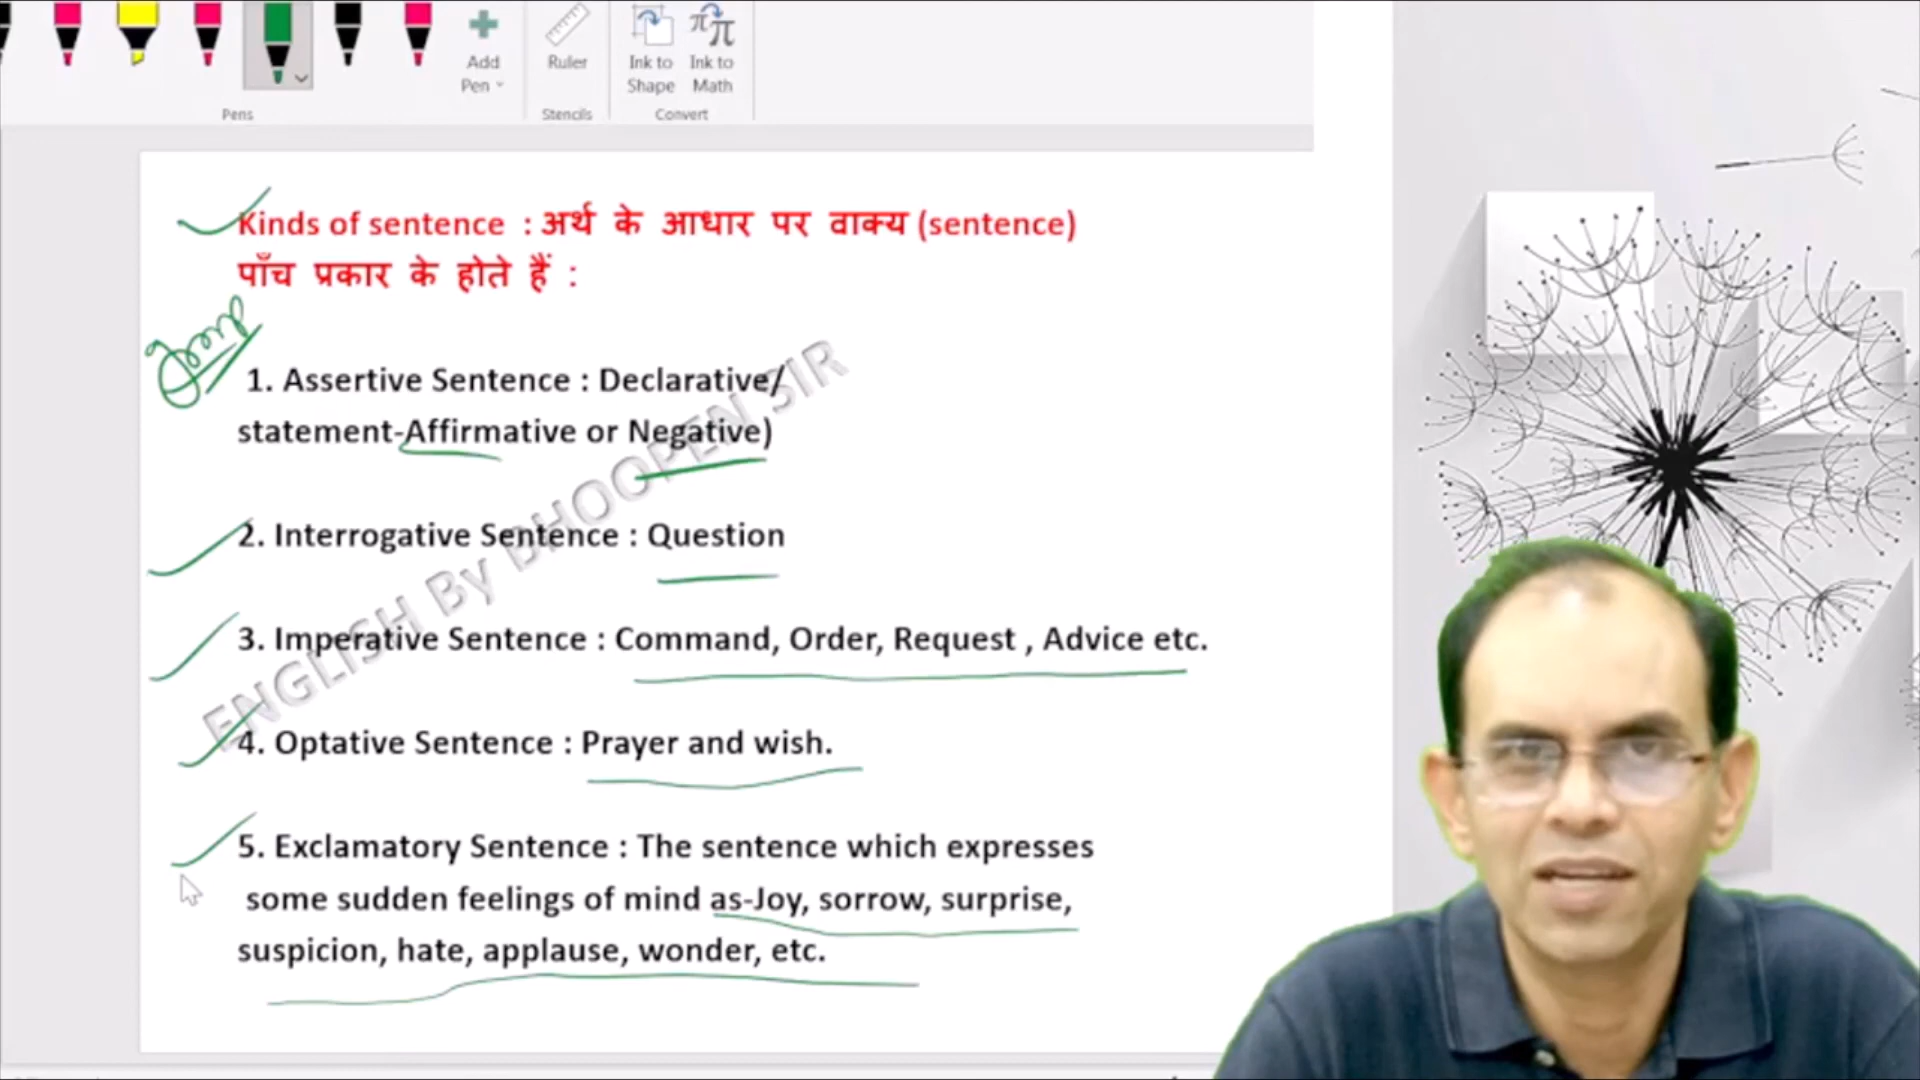 Add
Pen
Ruler
Ink to
Shape
Ink to
Math
Pens
Stencils
Convert
Kinds of sentence : अर्थ के आधार पर वाक्य (sentence)
पाँच प्रकार के होते हैं :
Imp
1. Assertive Sentence : Declarative/
statement-Affirmative or Negative)
2. Interrogative Sentence : Question
3. Imperative Sentence : Command, Order, Request , Advice etc.
4. Optative Sentence : Prayer and wish.
5. Exclamatory Sentence : The sentence which expresses
some sudden feelings of mind as-Joy, sorrow, surprise,
suspicion, hate, applause, wonder, etc.
ENGLISH By BHOOPEN SIR